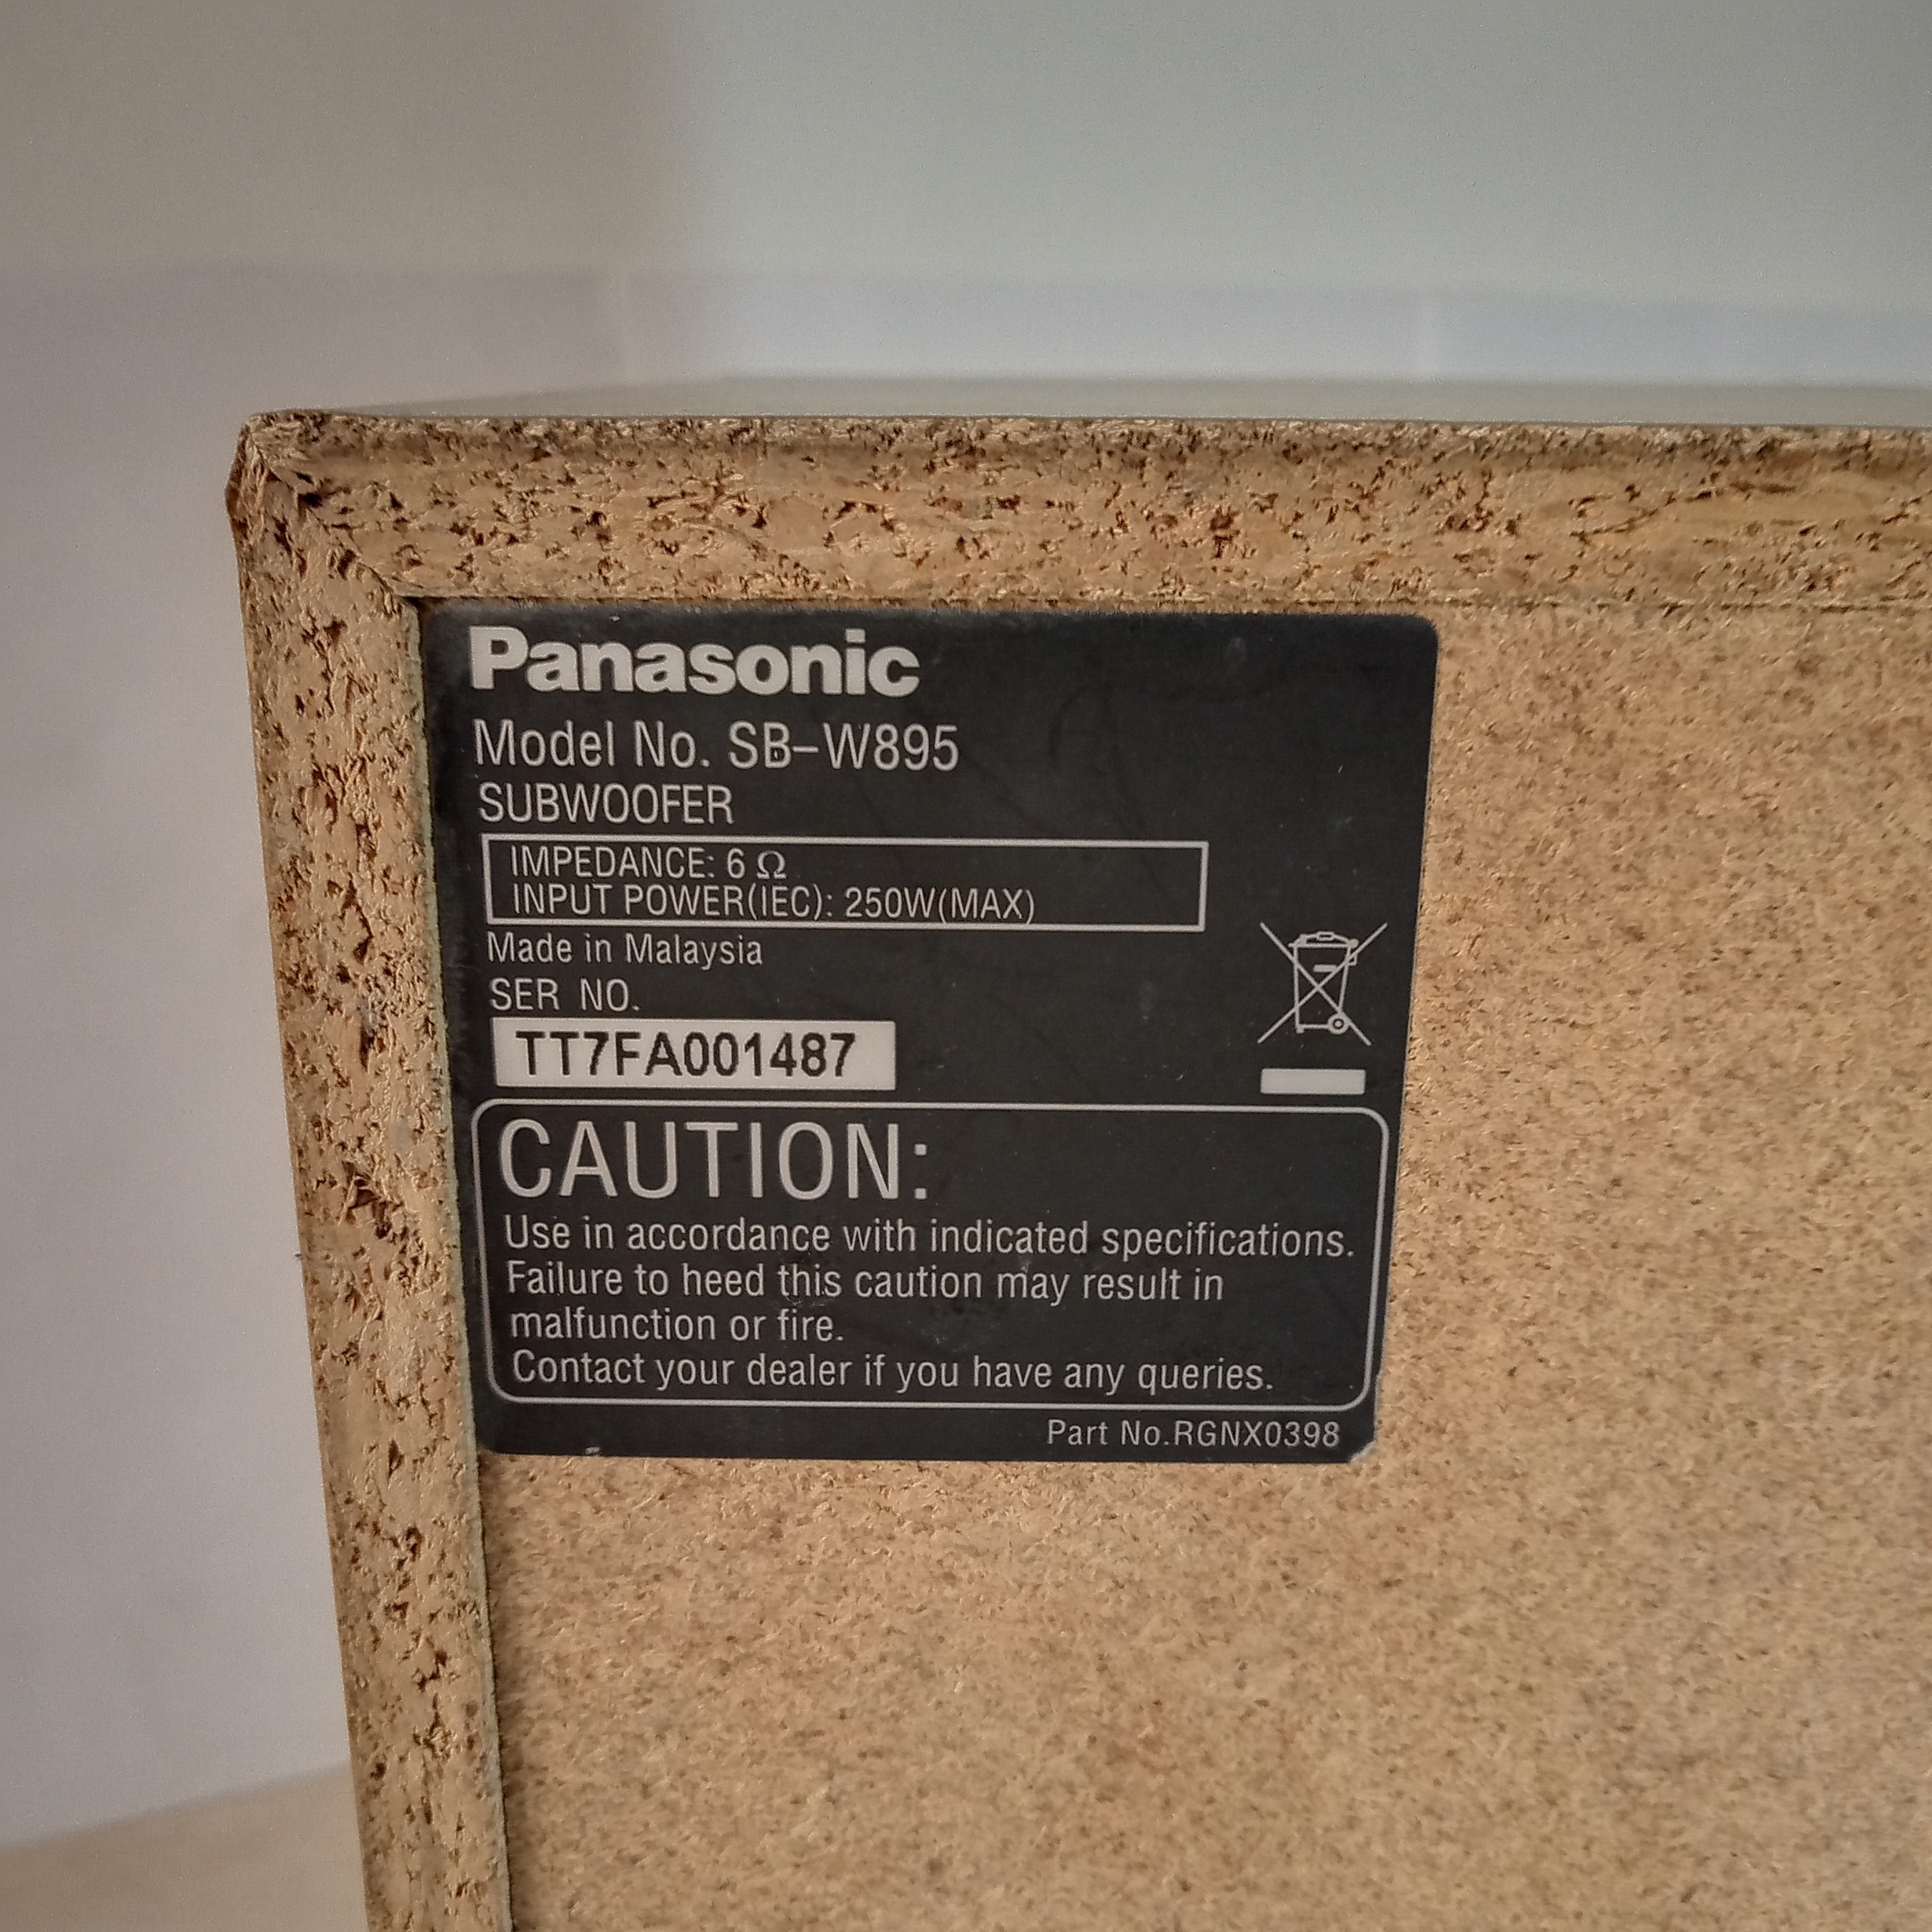 Panasonic
Model No. SB-W895
SUBWOOFER
IMPEDANCE: 6 Ω
INPUT POWER(IEC): 250W(MAX)
Made in Malaysia
SER NO.
TT7FA001487
CAUTION:
Use in accordance with indicated specifications.
Failure to heed this caution may result in
malfunction or fire.
Contact your dealer if you have any queries.
Part No.RGNX0398